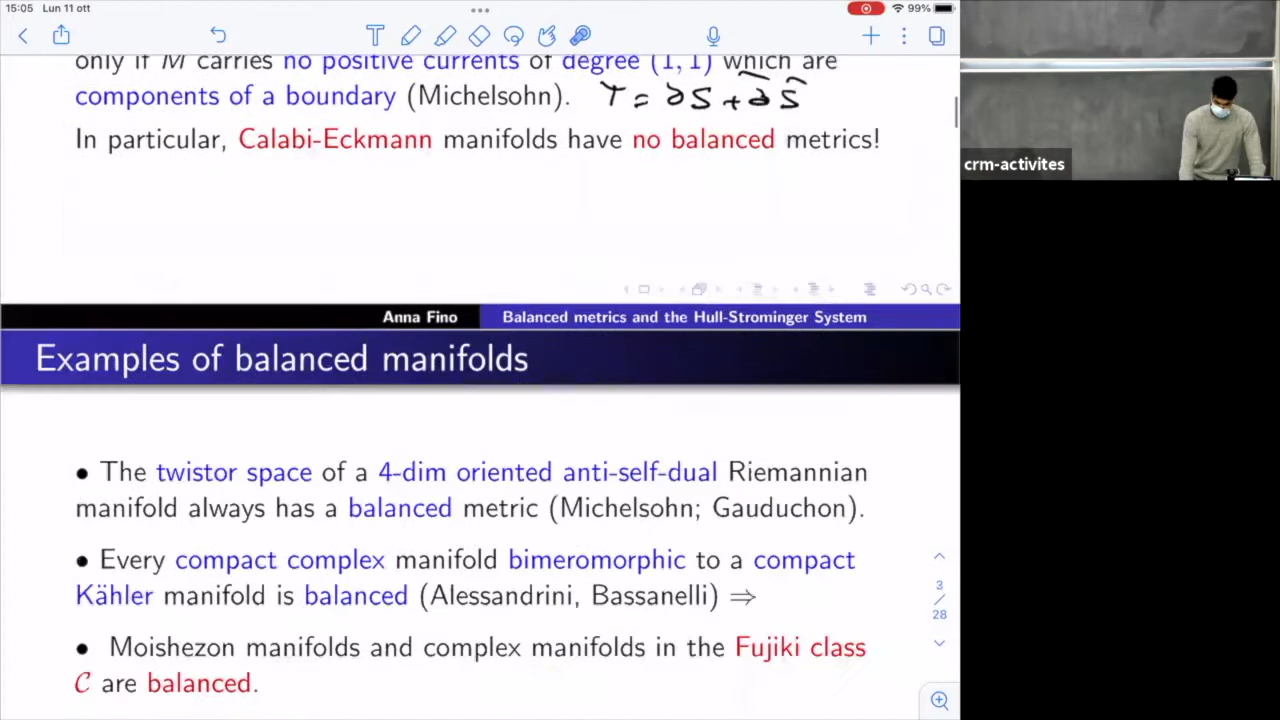 15:05 Lun 11 ott
99%
only if M carries no positive currents of degree (1, 1) which are
components of a boundary (Michelsohn). T = ∂S + ∂̄S̄
In particular, Calabi-Eckmann manifolds have no balanced metrics!
crm-activites
Anna Fino Balanced metrics and the Hull-Strominger System
Examples of balanced manifolds
• The twistor space of a 4-dim oriented anti-self-dual Riemannian
manifold always has a balanced metric (Michelsohn; Gauduchon).
• Every compact complex manifold bimeromorphic to a compact
Kähler manifold is balanced (Alessandrini, Bassanelli) ⇒
• Moishezon manifolds and complex manifolds in the Fujiki class
𝒞 are balanced.
3
/
28